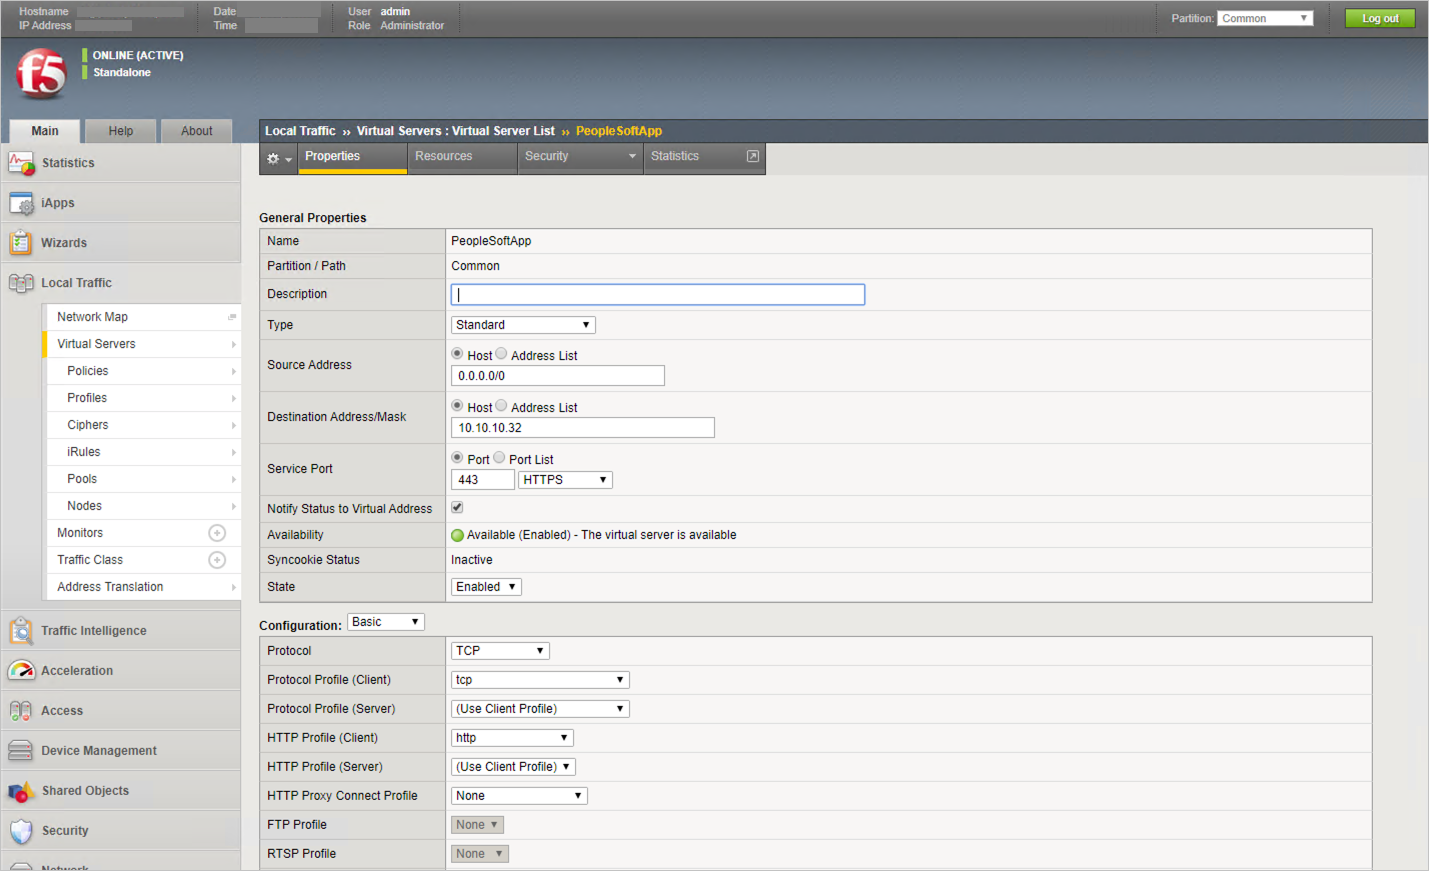 Hostname Date User admin
IP Address Time Role Administrator
Partition: Common Log out
f5
ONLINE (ACTIVE)
Standalone
Main Help About
Local Traffic ›› Virtual Servers : Virtual Server List ›› PeopleSoftApp
Properties Resources Security Statistics
Statistics
iApps
Wizards
Local Traffic
Network Map
Virtual Servers
Policies
Profiles
Ciphers
iRules
Pools
Nodes
Monitors
Traffic Class
Address Translation
Traffic Intelligence
Acceleration
Access
Device Management
Shared Objects
Security
Network
General Properties
Name PeopleSoftApp
Partition / Path Common
Description
Type Standard
Source Address Host Address List
0.0.0.0/0
Destination Address/Mask Host Address List
10.10.10.32
Service Port Port Port List
443 HTTPS
Notify Status to Virtual Address
Availability Available (Enabled) - The virtual server is available
Syncookie Status Inactive
State Enabled
Configuration: Basic
Protocol TCP
Protocol Profile (Client) tcp
Protocol Profile (Server) (Use Client Profile)
HTTP Profile (Client) http
HTTP Profile (Server) (Use Client Profile)
HTTP Proxy Connect Profile None
FTP Profile None
RTSP Profile None